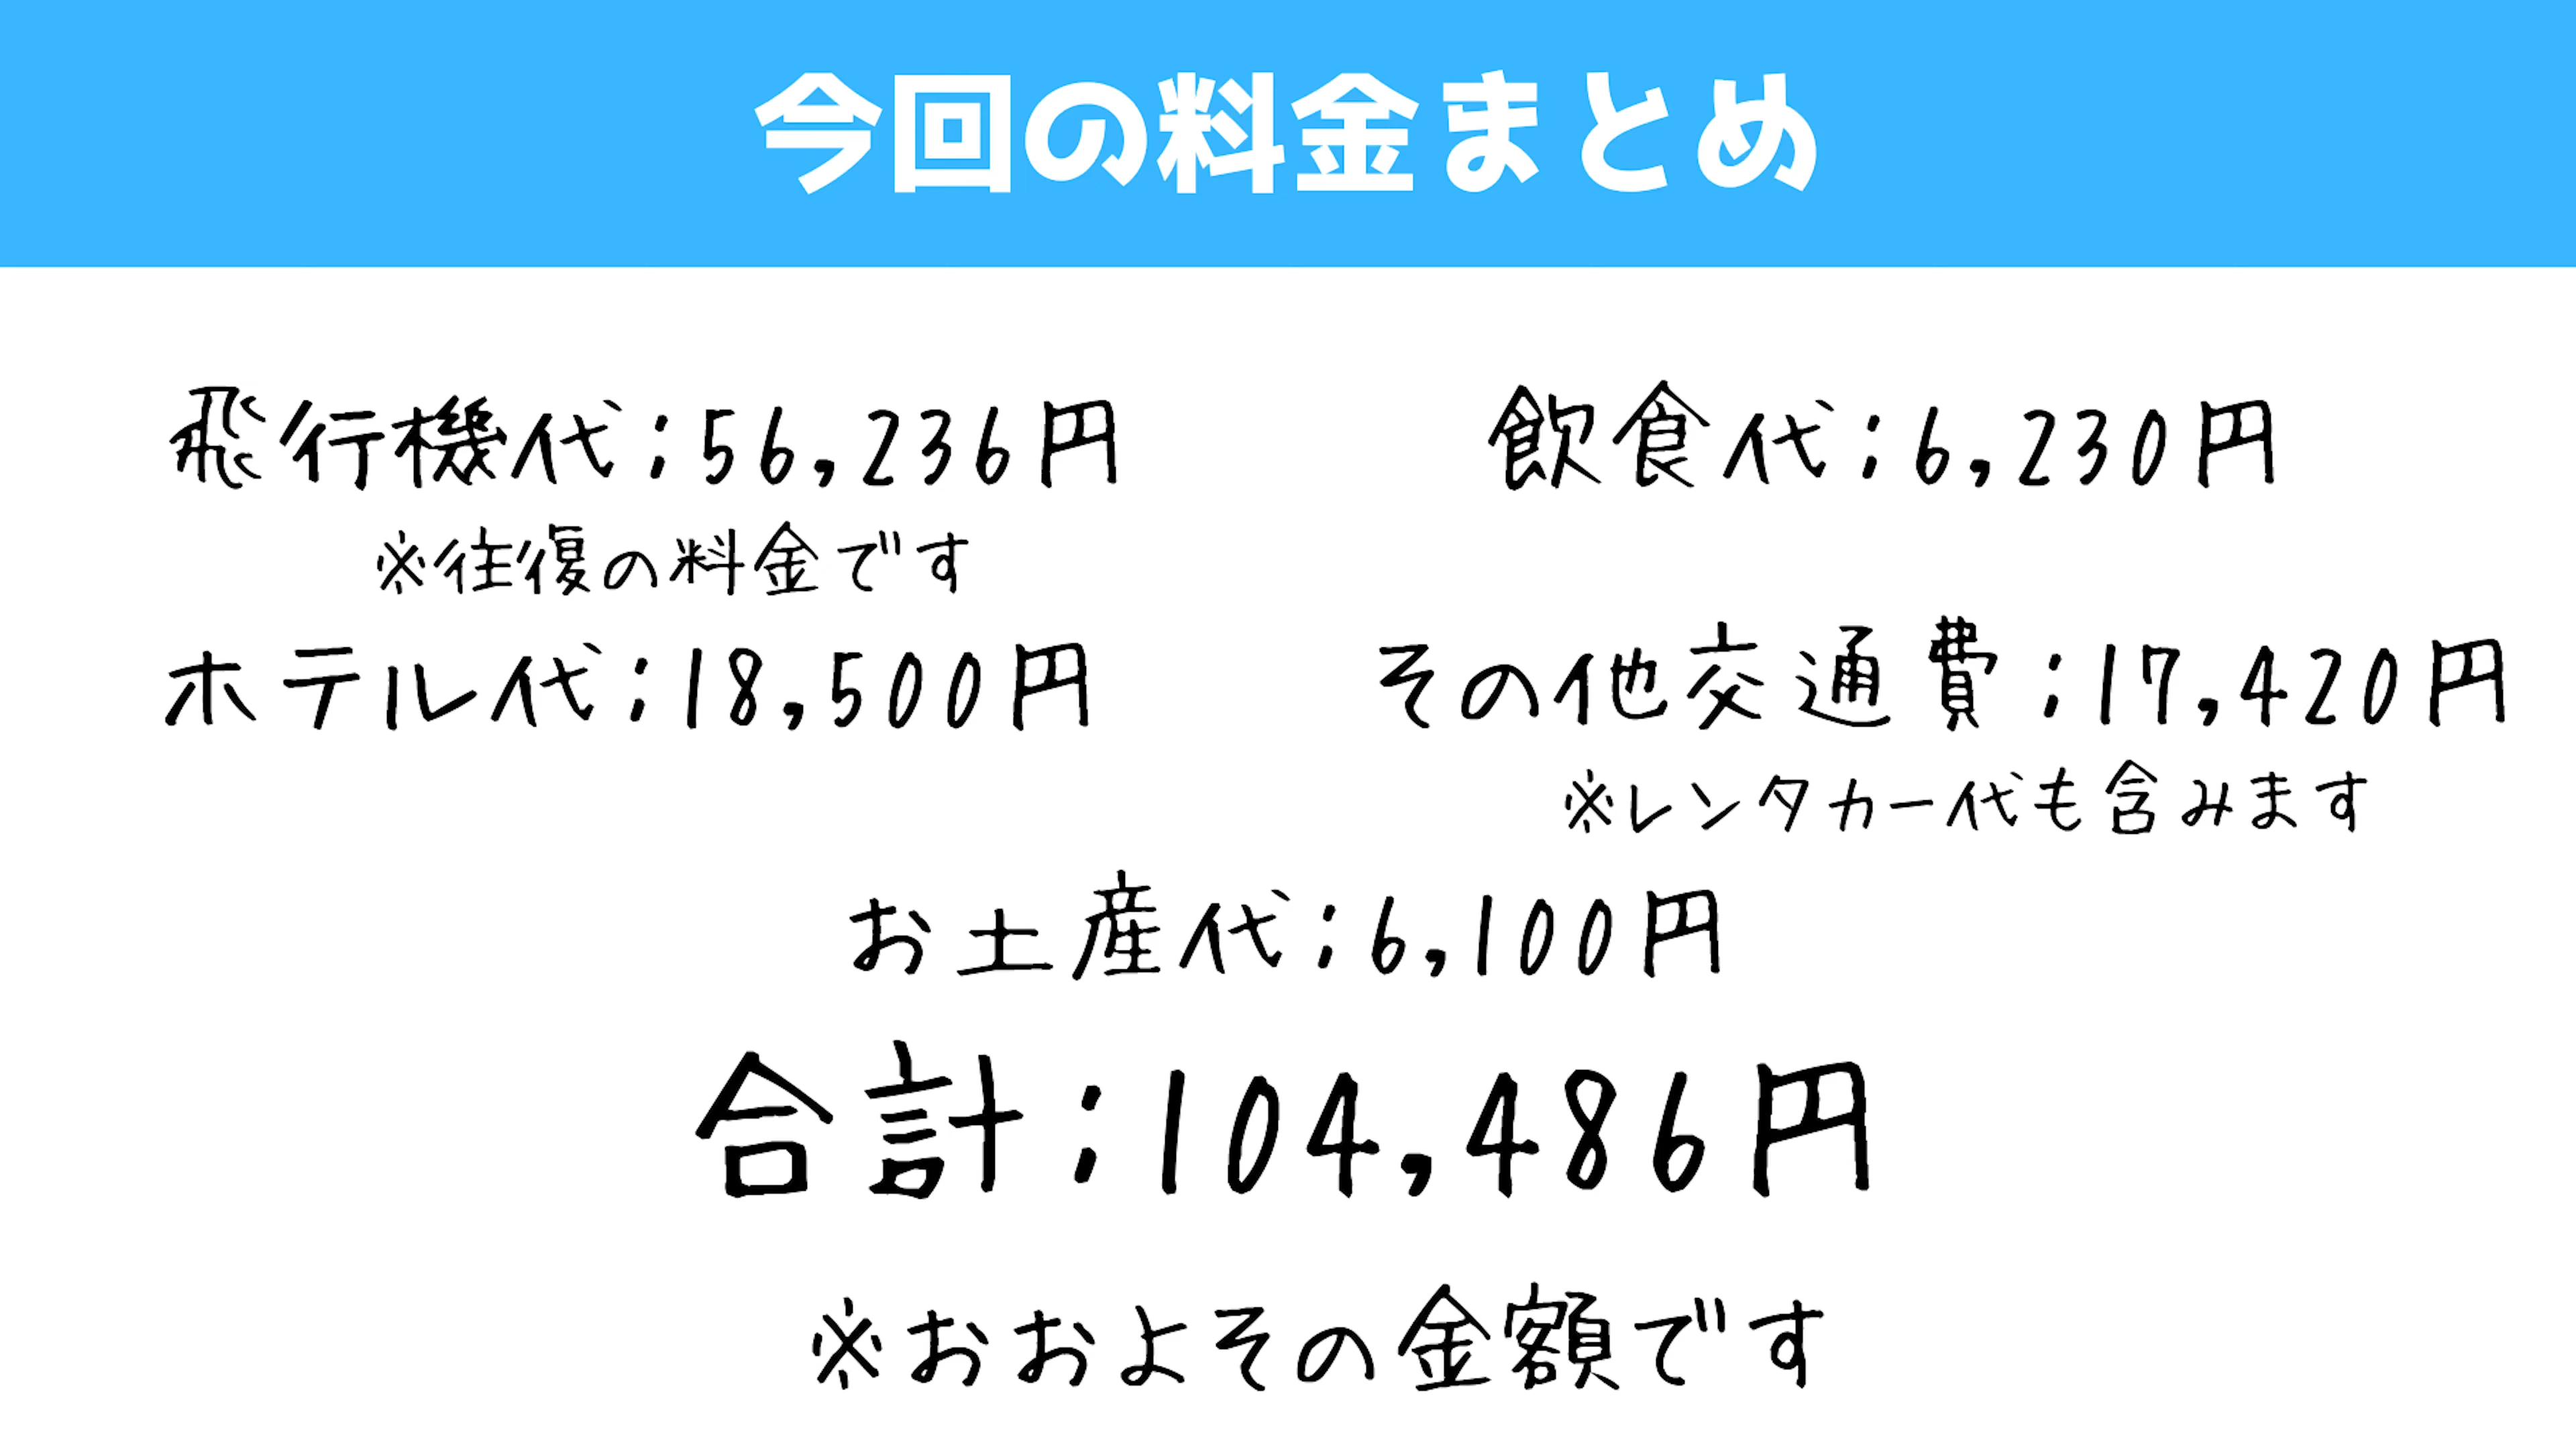 今回の料金まとめ
飛行機代:56,236円
※往復の料金です
ホテル代:18,500円
飲食代:6,230円
その他交通費:17,420円
※レンタカー代も含みます
お土産代:6,100円
合計:104,486円
※おおよその金額です